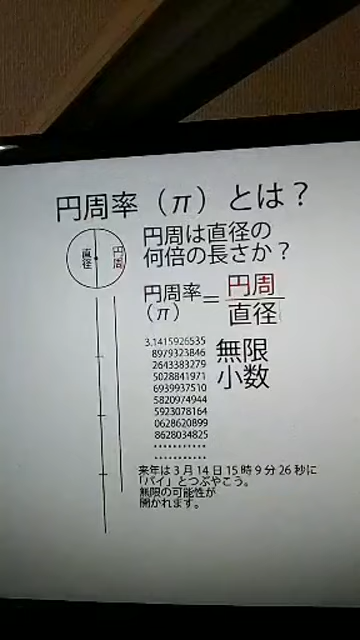 円周率（π）とは？
直径
円周
円周は直径の
何倍の長さか？
円周率
（π）
=
円周
直径
3.1415926535
8979323846
2643383279
5028841971
6939937510
5820974944
5923078164
0628620899
8628034825
•••••••••••
•••••••••••
無限
小数
来年は３月14日15時９分26秒に
「パイ」とつぶやこう。
無限の可能性が
開かれます。